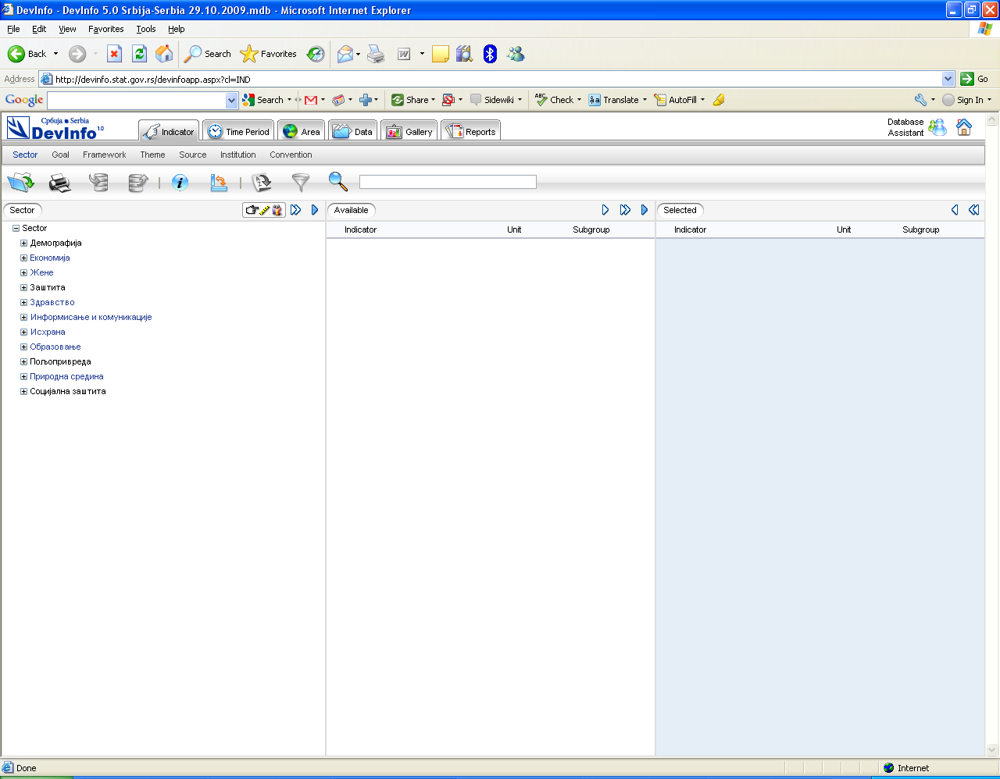 DevInfo - DevInfo 5.0 Srbija-Serbia 29.10.2009.mdb - Microsoft Internet Explorer
File Edit View Favorites Tools Help
Back Search Favorites
Address http://devinfo.stat.gov.rs/devinfoapp.aspx?cl=IND Go
Google Search Share Sidewiki Check Translate AutoFill Sign In
Србија Serbia
DevInfo 1.0
Indicator Time Period Area Data Gallery Reports
Database
Assistant
Sector Goal Framework Theme Source Institution Convention
Sector Available Selected
Indicator Unit Subgroup Indicator Unit Subgroup
Sector
Демографија
Економија
Жене
Заштита
Здравство
Информисање и комуникације
Исхрана
Образовање
Пољопривреда
Природна средина
Социјална заштита
Done Internet